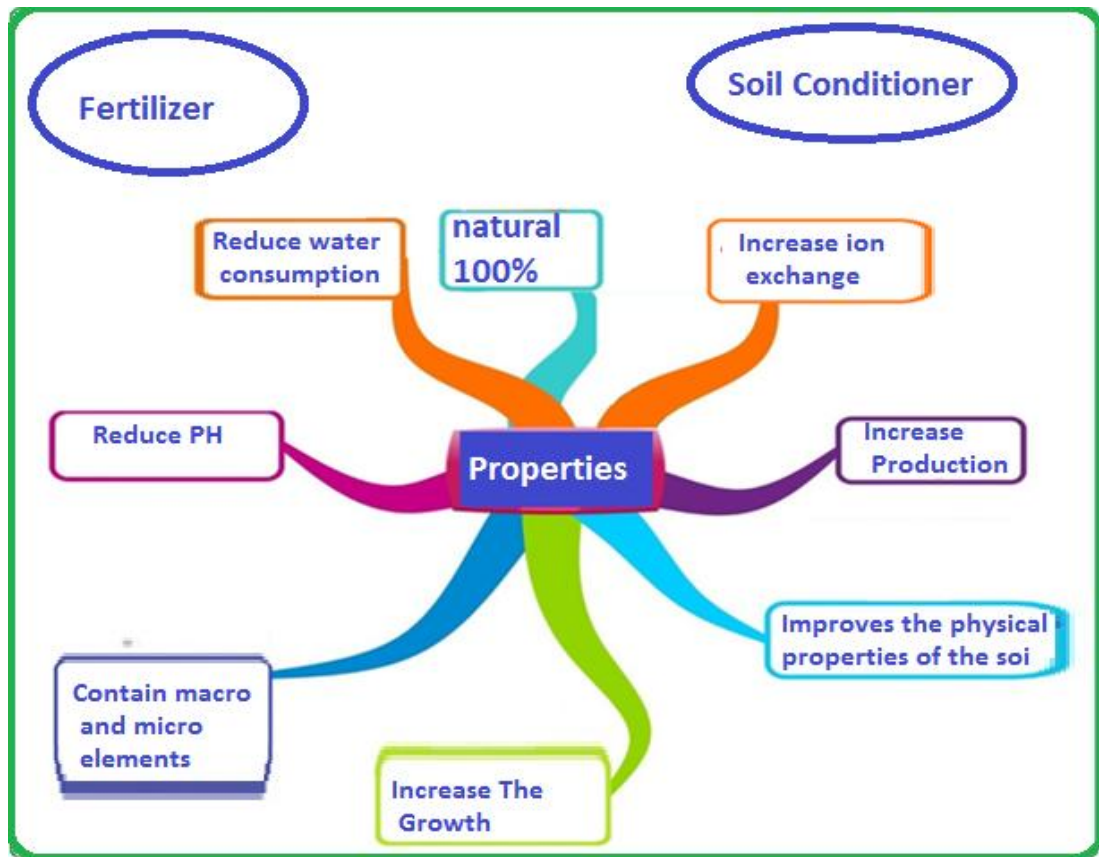 Fertilizer
Soil Conditioner
Reduce water
consumption
natural
100%
Increase ion
exchange
Reduce PH
Properties
Increase
Production
Contain macro
and micro
elements
Increase The
Growth
Improves the physical
properties of the soi